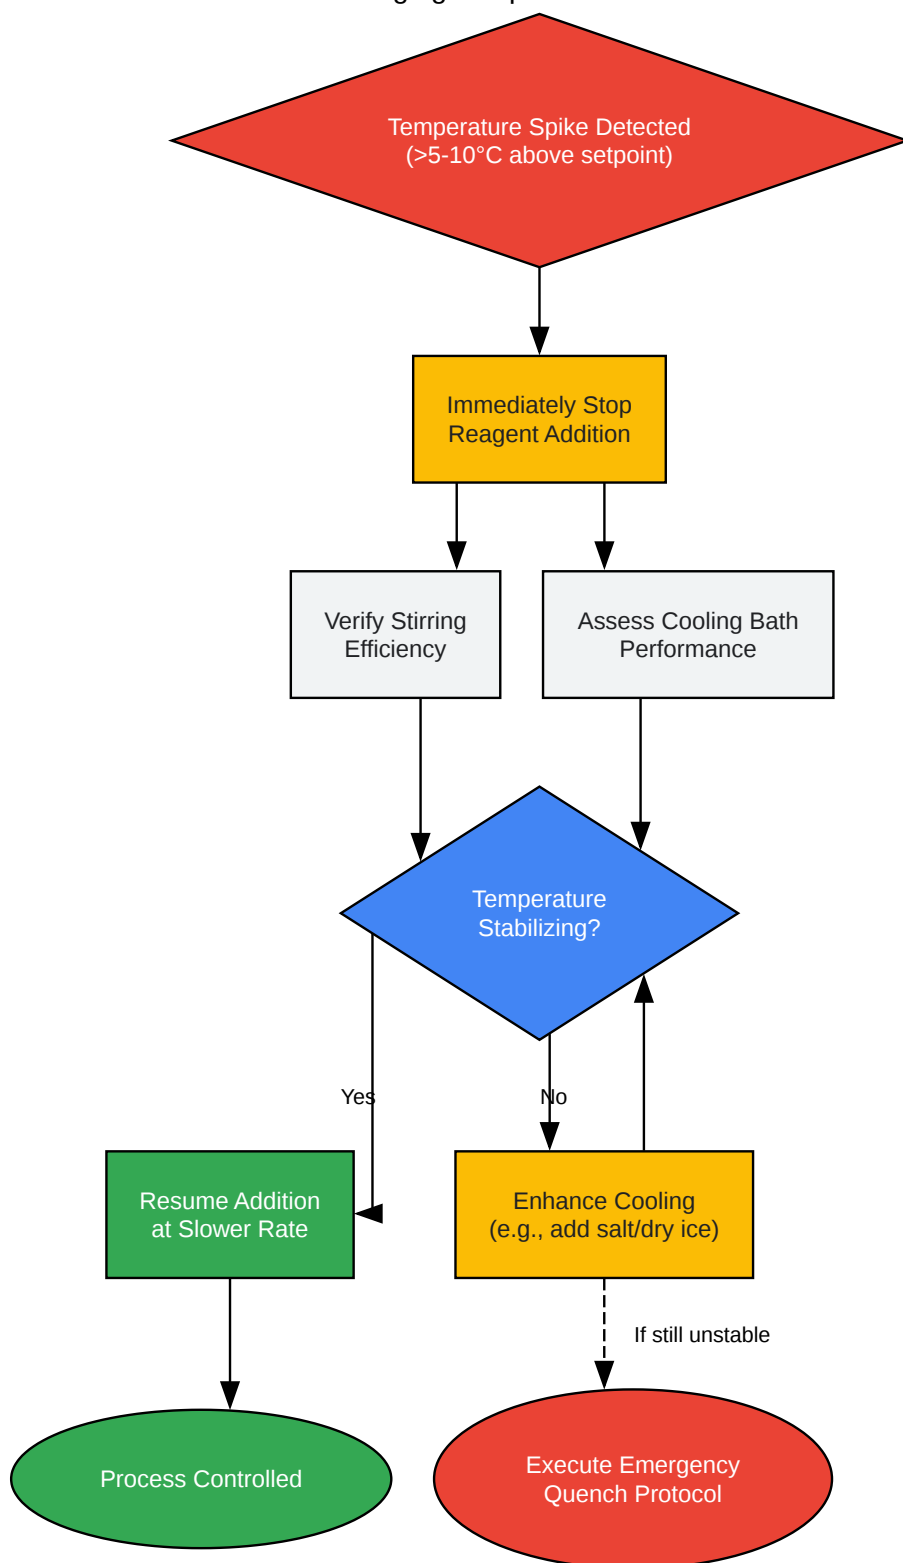 Temperature Spike Detected
(>5-10°C above setpoint)
Immediately Stop
Reagent Addition
Verify Stirring
Efficiency
Assess Cooling Bath
Performance
Temperature
Stabilizing?
Yes
No
Resume Addition
at Slower Rate
Enhance Cooling
(e.g., add salt/dry ice)
If still unstable
Process Controlled
Execute Emergency
Quench Protocol